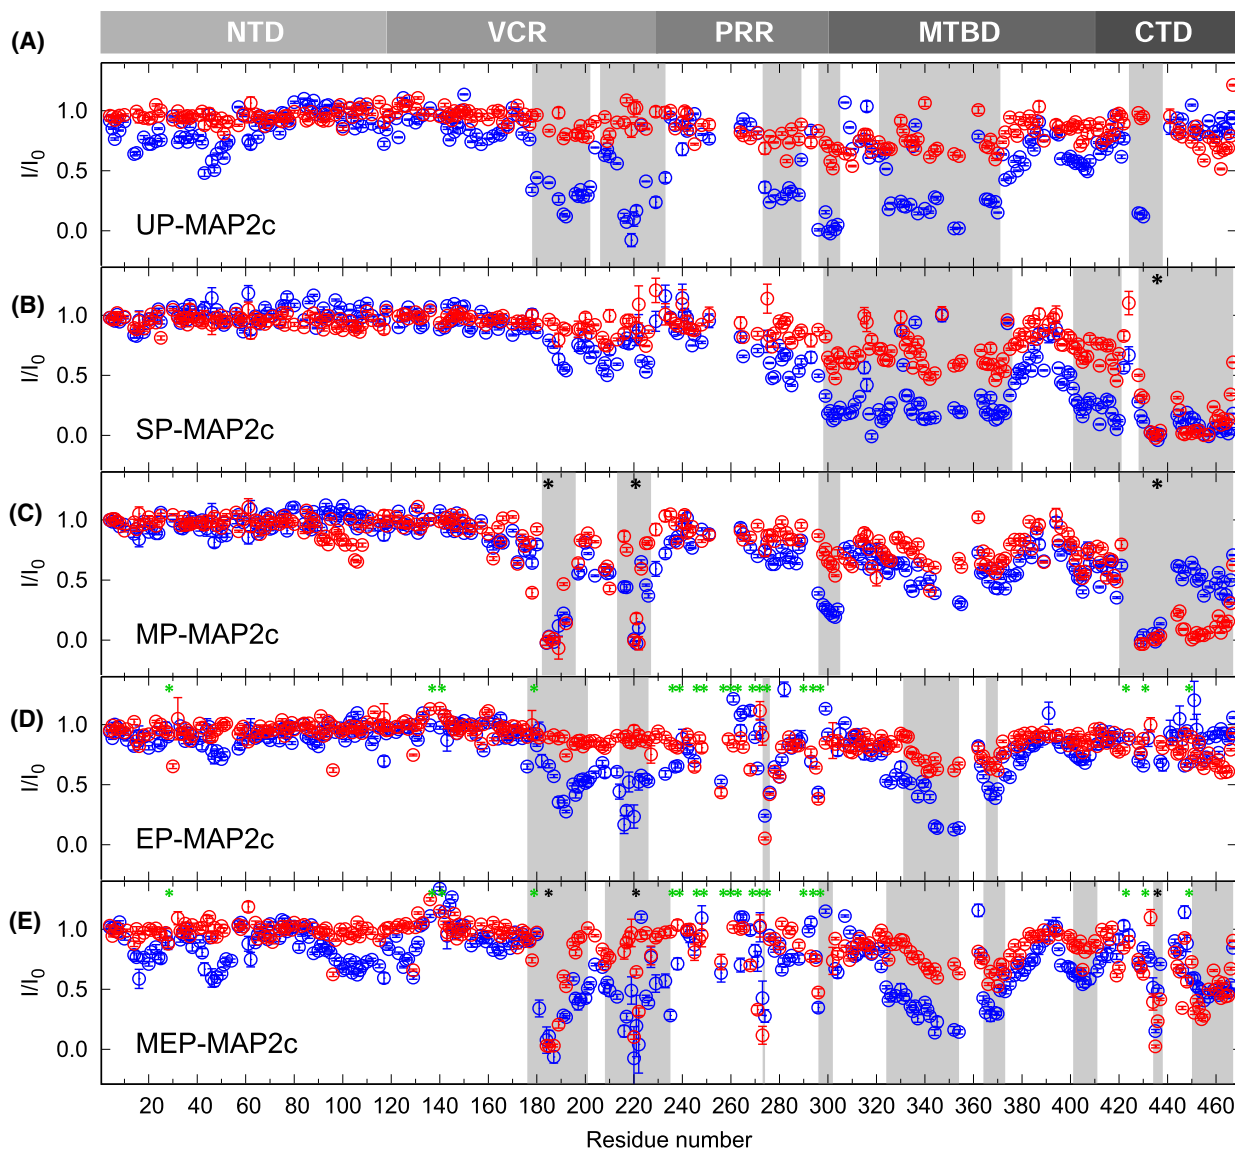 (A)
NTD VCR PRR MTBD CTD
1.0
0.5
0.0
I/I0
UP-MAP2c
(B)
*
1.0
0.5
0.0
I/I0
SP-MAP2c
(C)
* * *
1.0
0.5
0.0
I/I0
MP-MAP2c
(D)
* ** * ** ** *** **** *** * * *
1.0
0.5
0.0
I/I0
EP-MAP2c
(E)
* ** * * * ** ** *** **** *** * * * *
1.0
0.5
0.0
I/I0
MEP-MAP2c
20 40 60 80 100 120 140 160 180 200 220 240 260 280 300 320 340 360 380 400 420 440 460
Residue number